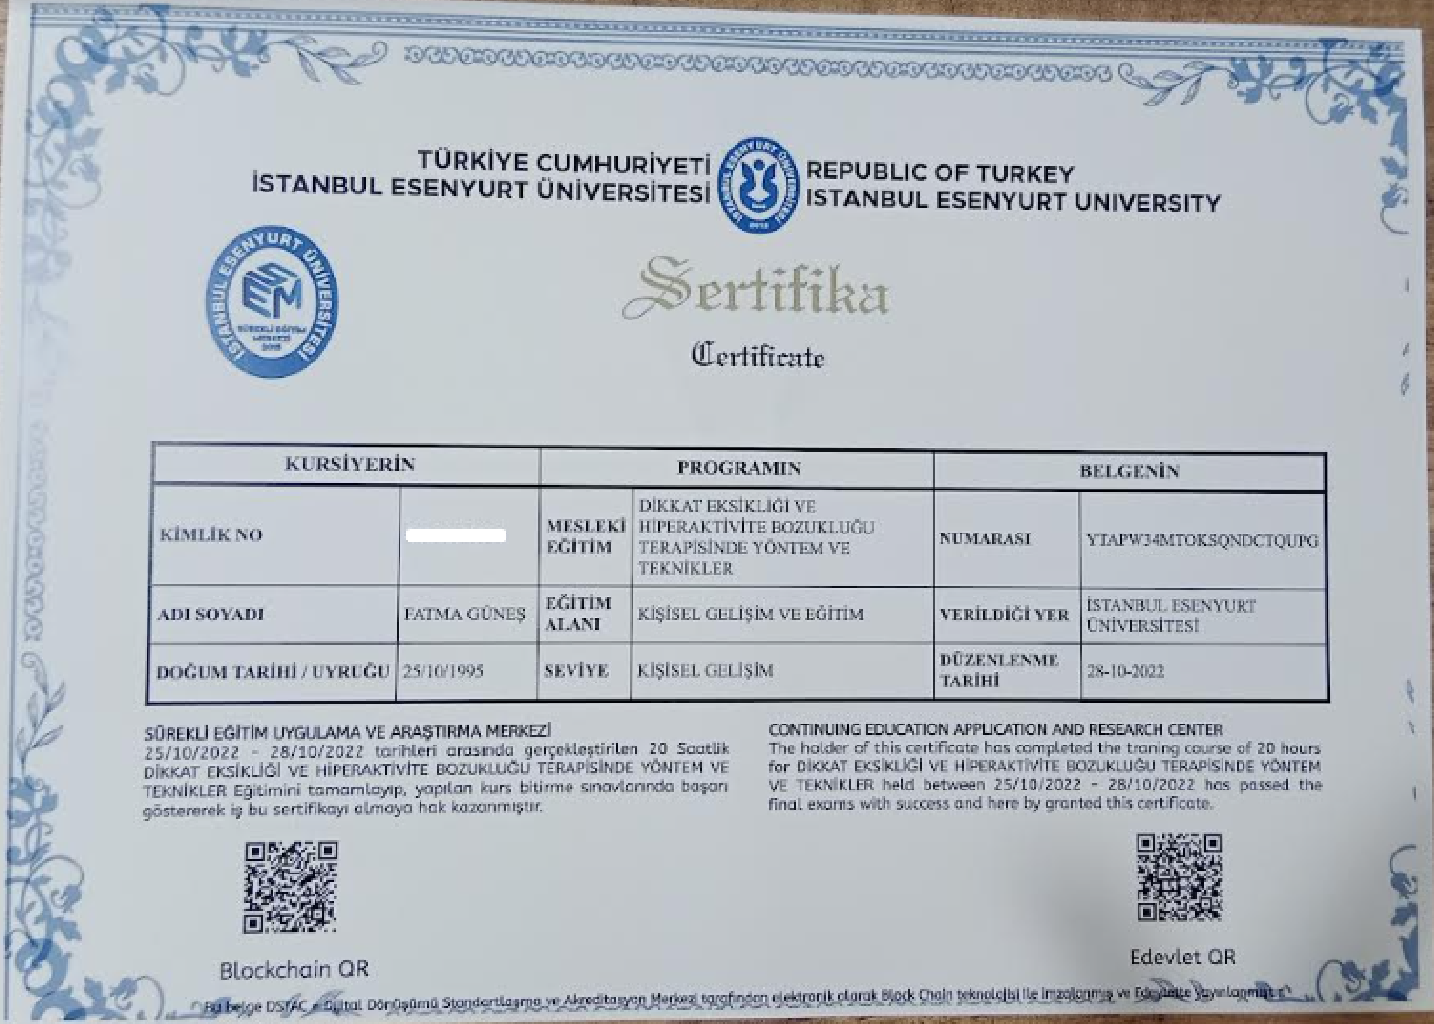 TÜRKİYE CUMHURİYETİ
İSTANBUL ESENYURT ÜNİVERSİTESİ
REPUBLIC OF TURKEY
ISTANBUL ESENYURT UNIVERSITY
İSTANBUL ESENYURT ÜNİVERSİTESİ
SÜREKLİ EĞİTİM
MERKEZİ
Sertifika
Certificate
KURSİYERİN PROGRAMIN BELGENİN
KİMLİK NO
MESLEKİ
EĞİTİM
DİKKAT EKSİKLİĞİ VE
HİPERAKTİVİTE BOZUKLUĞU
TERAPİSİNDE YÖNTEM VE
TEKNİKLER
NUMARASI
YTAPW34MTOKSQNDCTQUPG
ADI SOYADI
FATMA GÜNEŞ
EĞİTİM
ALANI
KİŞİSEL GELİŞİM VE EĞİTİM
VERİLDİĞİ YER
İSTANBUL ESENYURT
ÜNİVERSİTESİ
DOĞUM TARİHİ / UYRUĞU
25/10/1995
SEVİYE
KİŞİSEL GELİŞİM
DÜZENLENME
TARİHİ
28-10-2022
SÜREKLİ EĞİTİM UYGULAMA VE ARAŞTIRMA MERKEZİ
25/10/2022 - 28/10/2022 tarihleri arasında gerçekleştirilen 20 Saatlik
DİKKAT EKSİKLİĞİ VE HİPERAKTİVİTE BOZUKLUĞU TERAPİSİNDE YÖNTEM VE
TEKNİKLER Eğitimini tamamlayıp, yapılan kurs bitirme sınavlarında başarı
göstererek iş bu sertifikayı almaya hak kazanmıştır.
CONTINUING EDUCATION APPLICATION AND RESEARCH CENTER
The holder of this certificate has completed the traning course of 20 hours
for DİKKAT EKSİKLİĞİ VE HİPERAKTİVİTE BOZUKLUĞU TERAPİSİNDE YÖNTEM
VE TEKNİKLER held between 25/10/2022 - 28/10/2022 has passed the
final exams with success and here by granted this certificate.
Blockchain QR
Edevlet QR
Bu belge Dijital Dönüşümü Standartlaşma ve Akreditasyon Merkezi tarafından elektronik olarak Block Chain teknolojisi ile imzalanmış ve Edevlette yayınlanmıştır